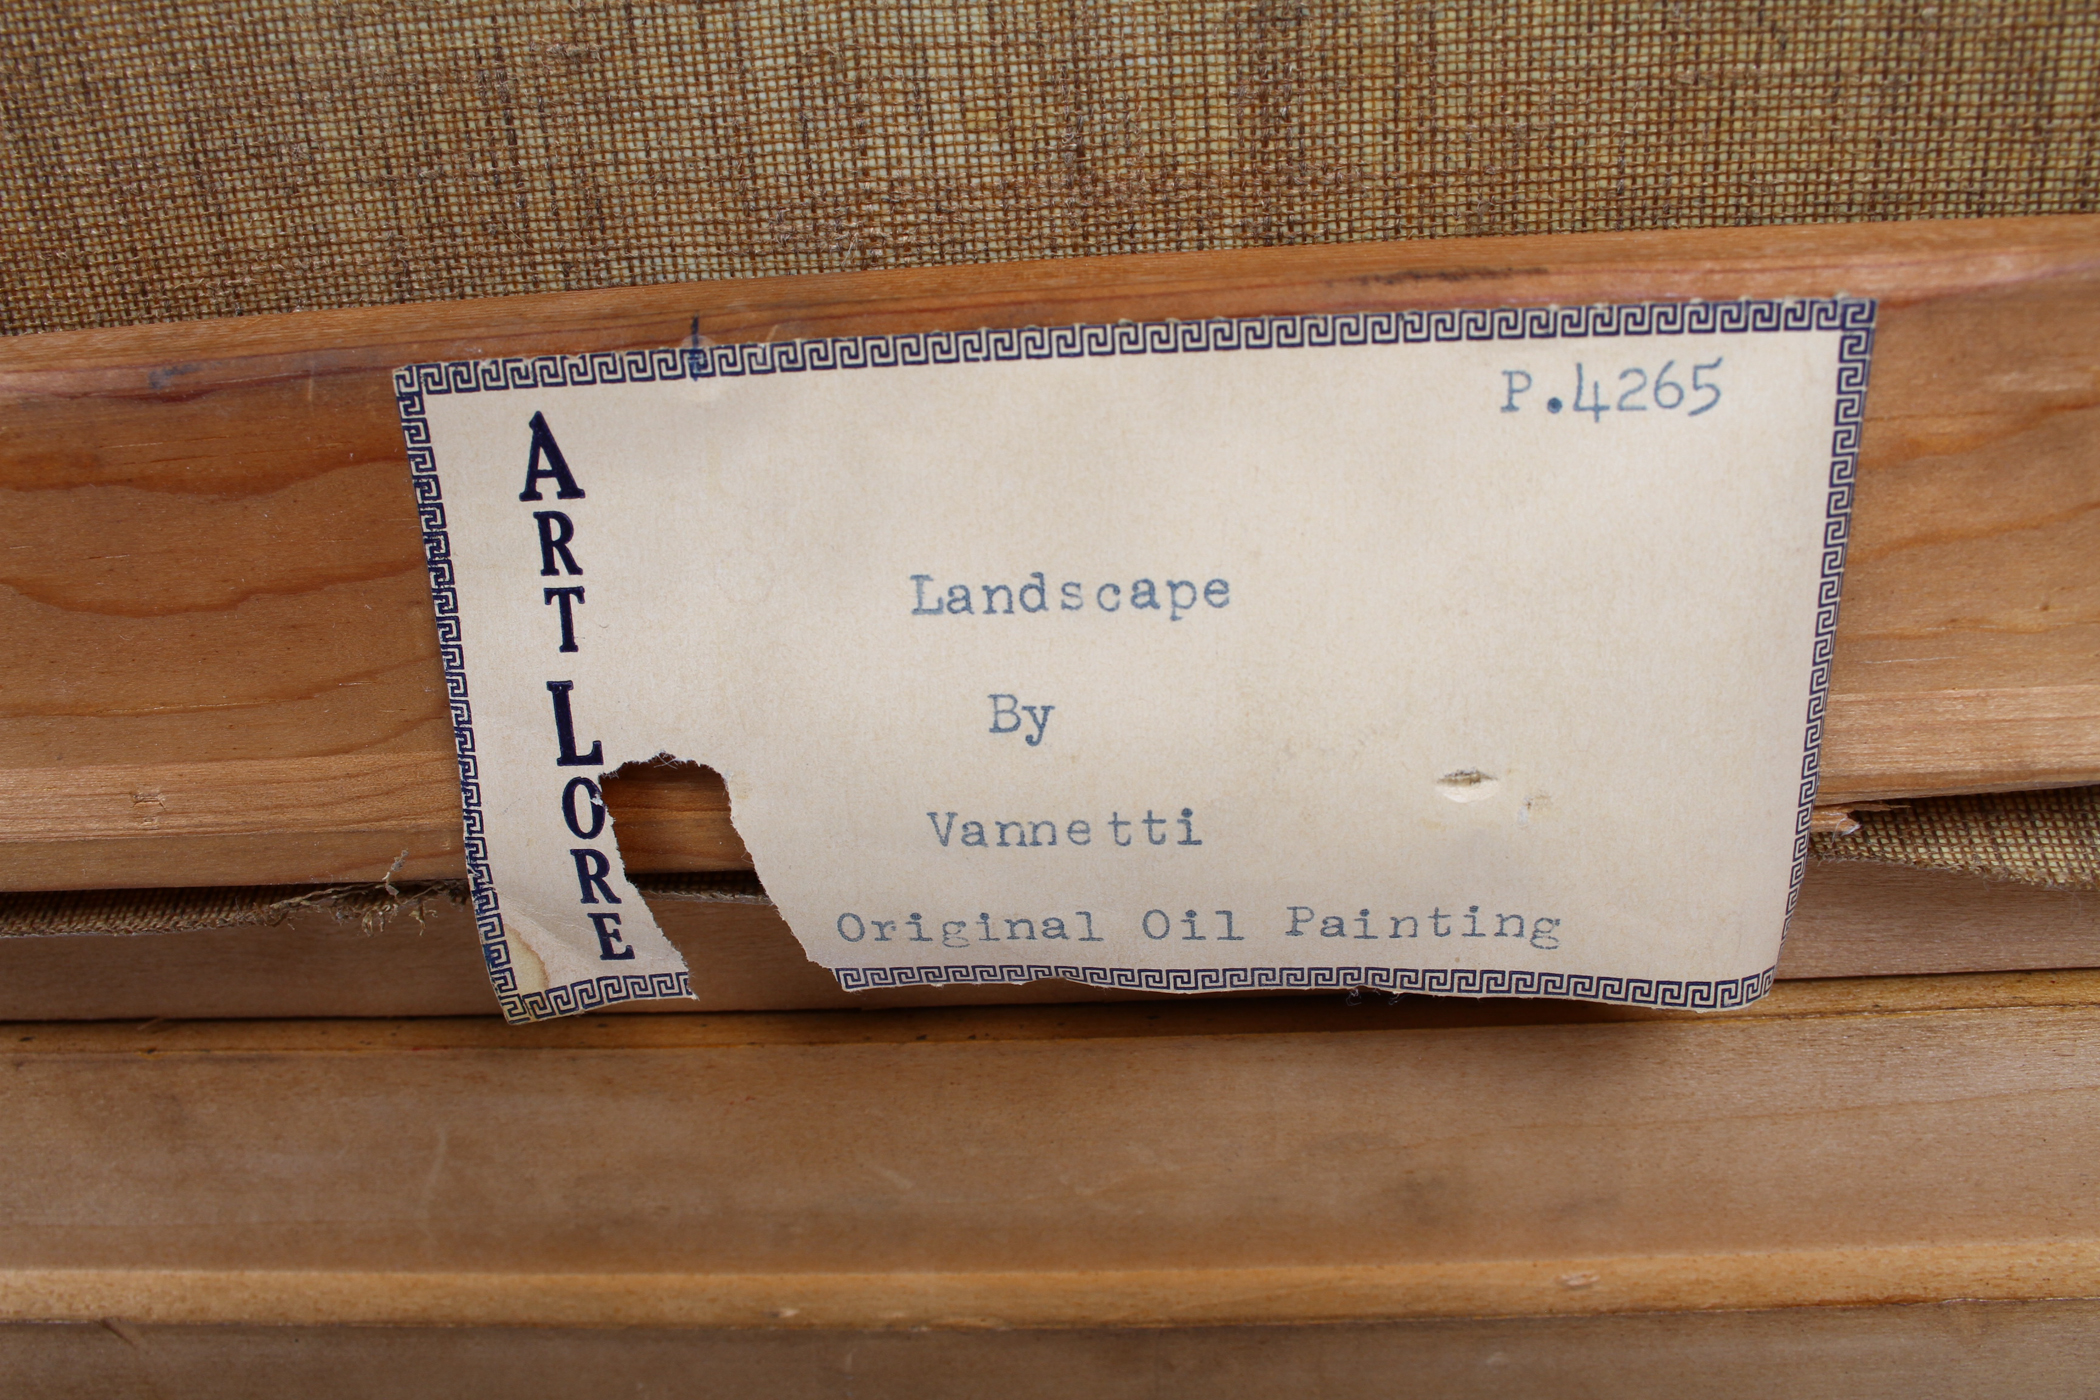 ART LORE
P.4265
Landscape
By
Vannetti
Original Oil Painting